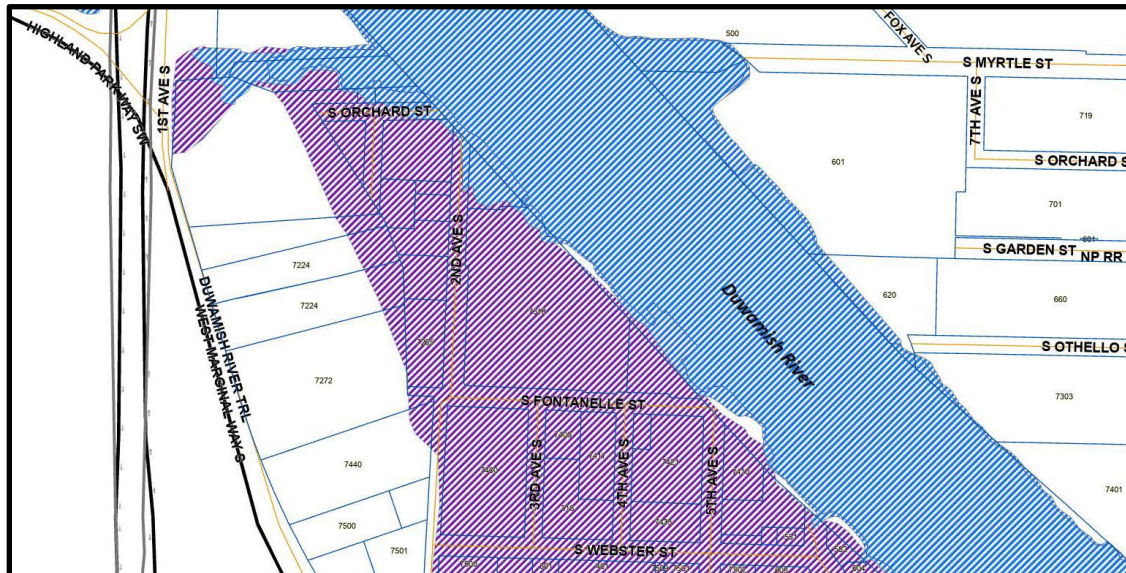 HIGHLAND PARK WAY SW
1ST AVE S
FOX AVE S
500
S MYRTLE ST
7TH AVE S
719
S ORCHARD ST
601
S ORCHARD S
701
601
S GARDEN ST
NP RR
2ND AVE S
7224
7224
DUWAMISH RIVER TRL
WEST MARGINAL WAY S
Duwamish River
620
660
S OTHELLO S
7272
7303
S FONTANELLE ST
7400
3RD AVE S
4TH AVE S
5TH AVE S
7440
7401
7500
7501
S WEBSTER ST